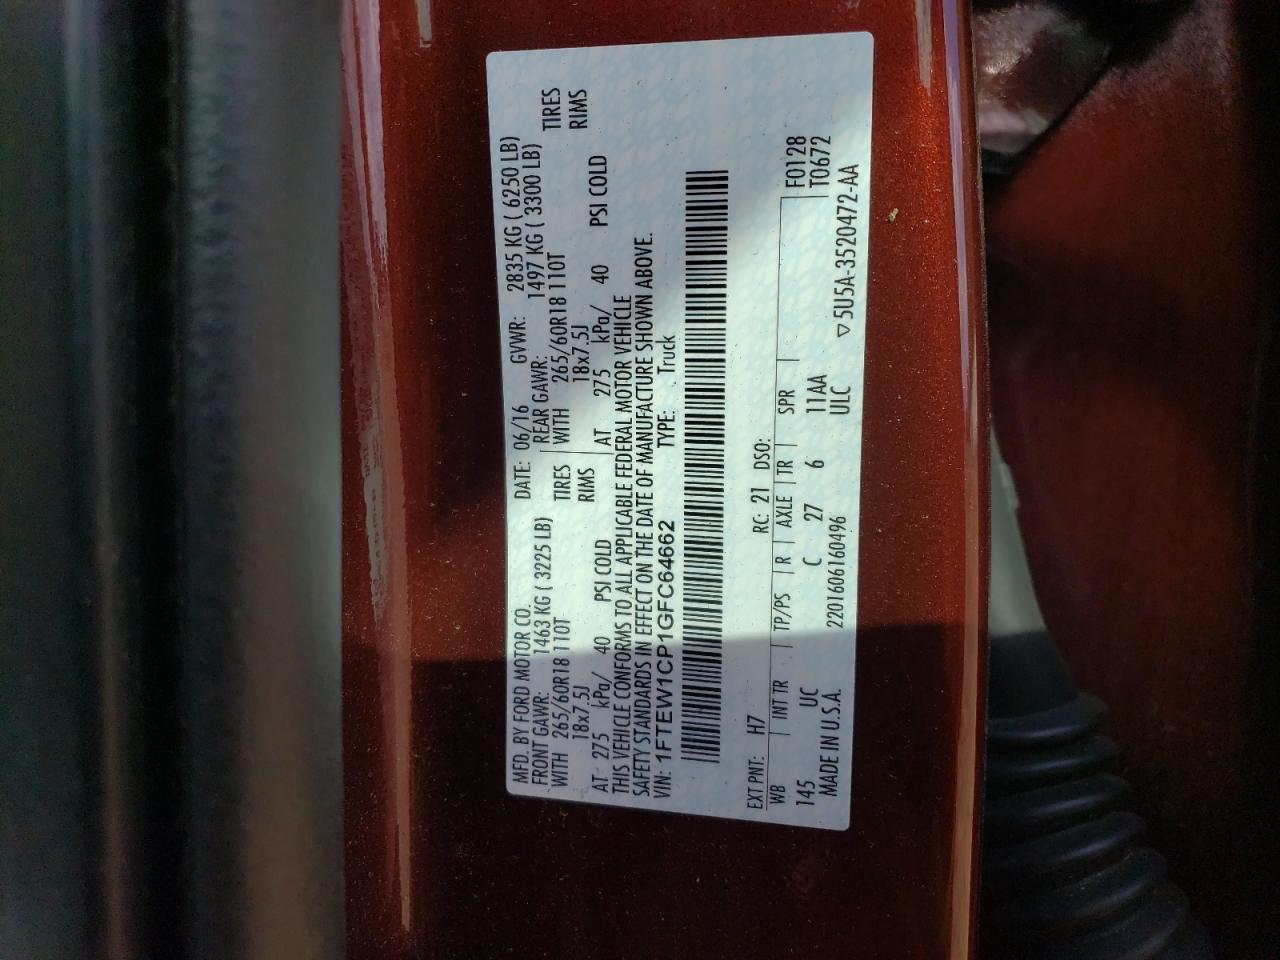 MFD. BY FORD MOTOR CO. DATE: 06/16 GVWR: 2835 KG ( 6250 LB)
FRONT GAWR: 1463 KG ( 3225 LB) REAR GAWR: 1497 KG ( 3300 LB)
WITH 265/60R18 110T TIRES WITH 265/60R18 110T TIRES
18x7.5J RIMS 18x7.5J RIMS
AT 275 kPa/ 40 PSI COLD AT 275 kPa/ 40 PSI COLD
THIS VEHICLE CONFORMS TO ALL APPLICABLE FEDERAL MOTOR VEHICLE
SAFETY STANDARDS IN EFFECT ON THE DATE OF MANUFACTURE SHOWN ABOVE.
VIN: 1FTEW1CP1GFC64662 TYPE: Truck
EXT PNT: H7 RC: 21 DSO: F0128
WB INT TR TP/PS R AXLE TR SPR T0672
145 UC C 27 6 11AA
MADE IN U.S.A. 2201606160496 ULC ▽5U5A-3520472-AA